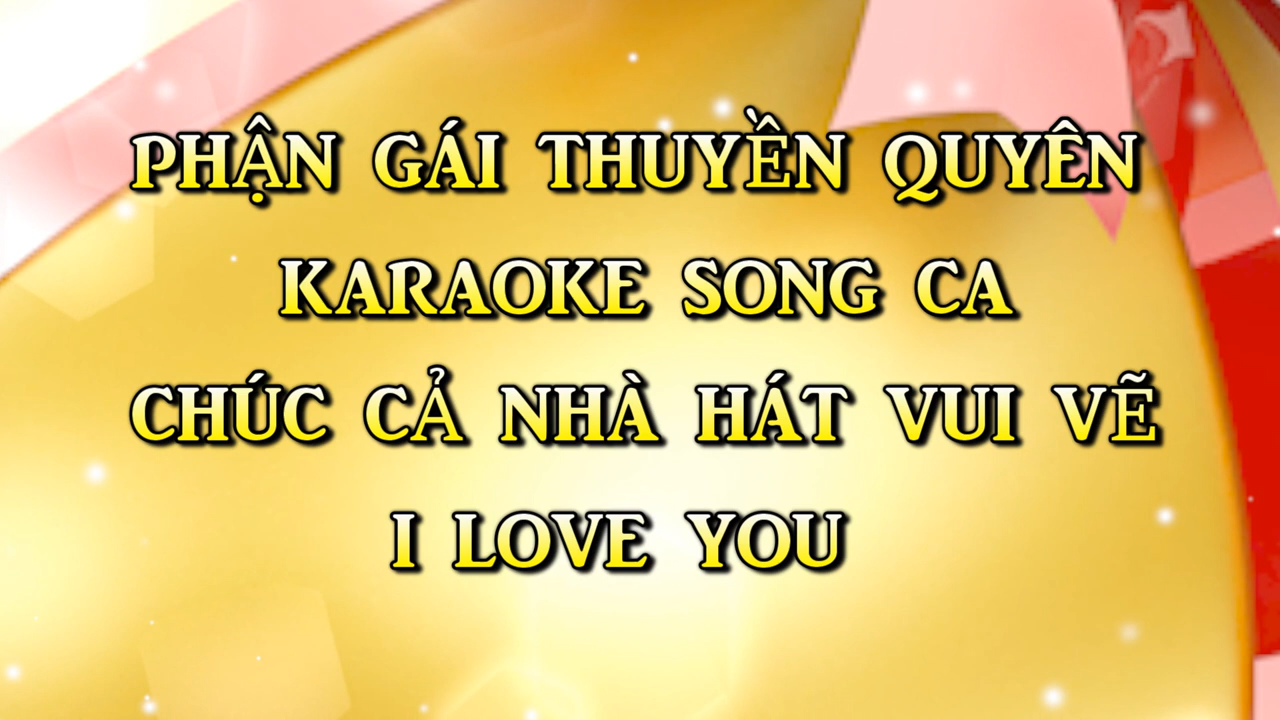 PHẬN GÁI THUYỀN QUYÊN
KARAOKE SONG CA
CHÚC CẢ NHÀ HÁT VUI VẼ
I LOVE YOU